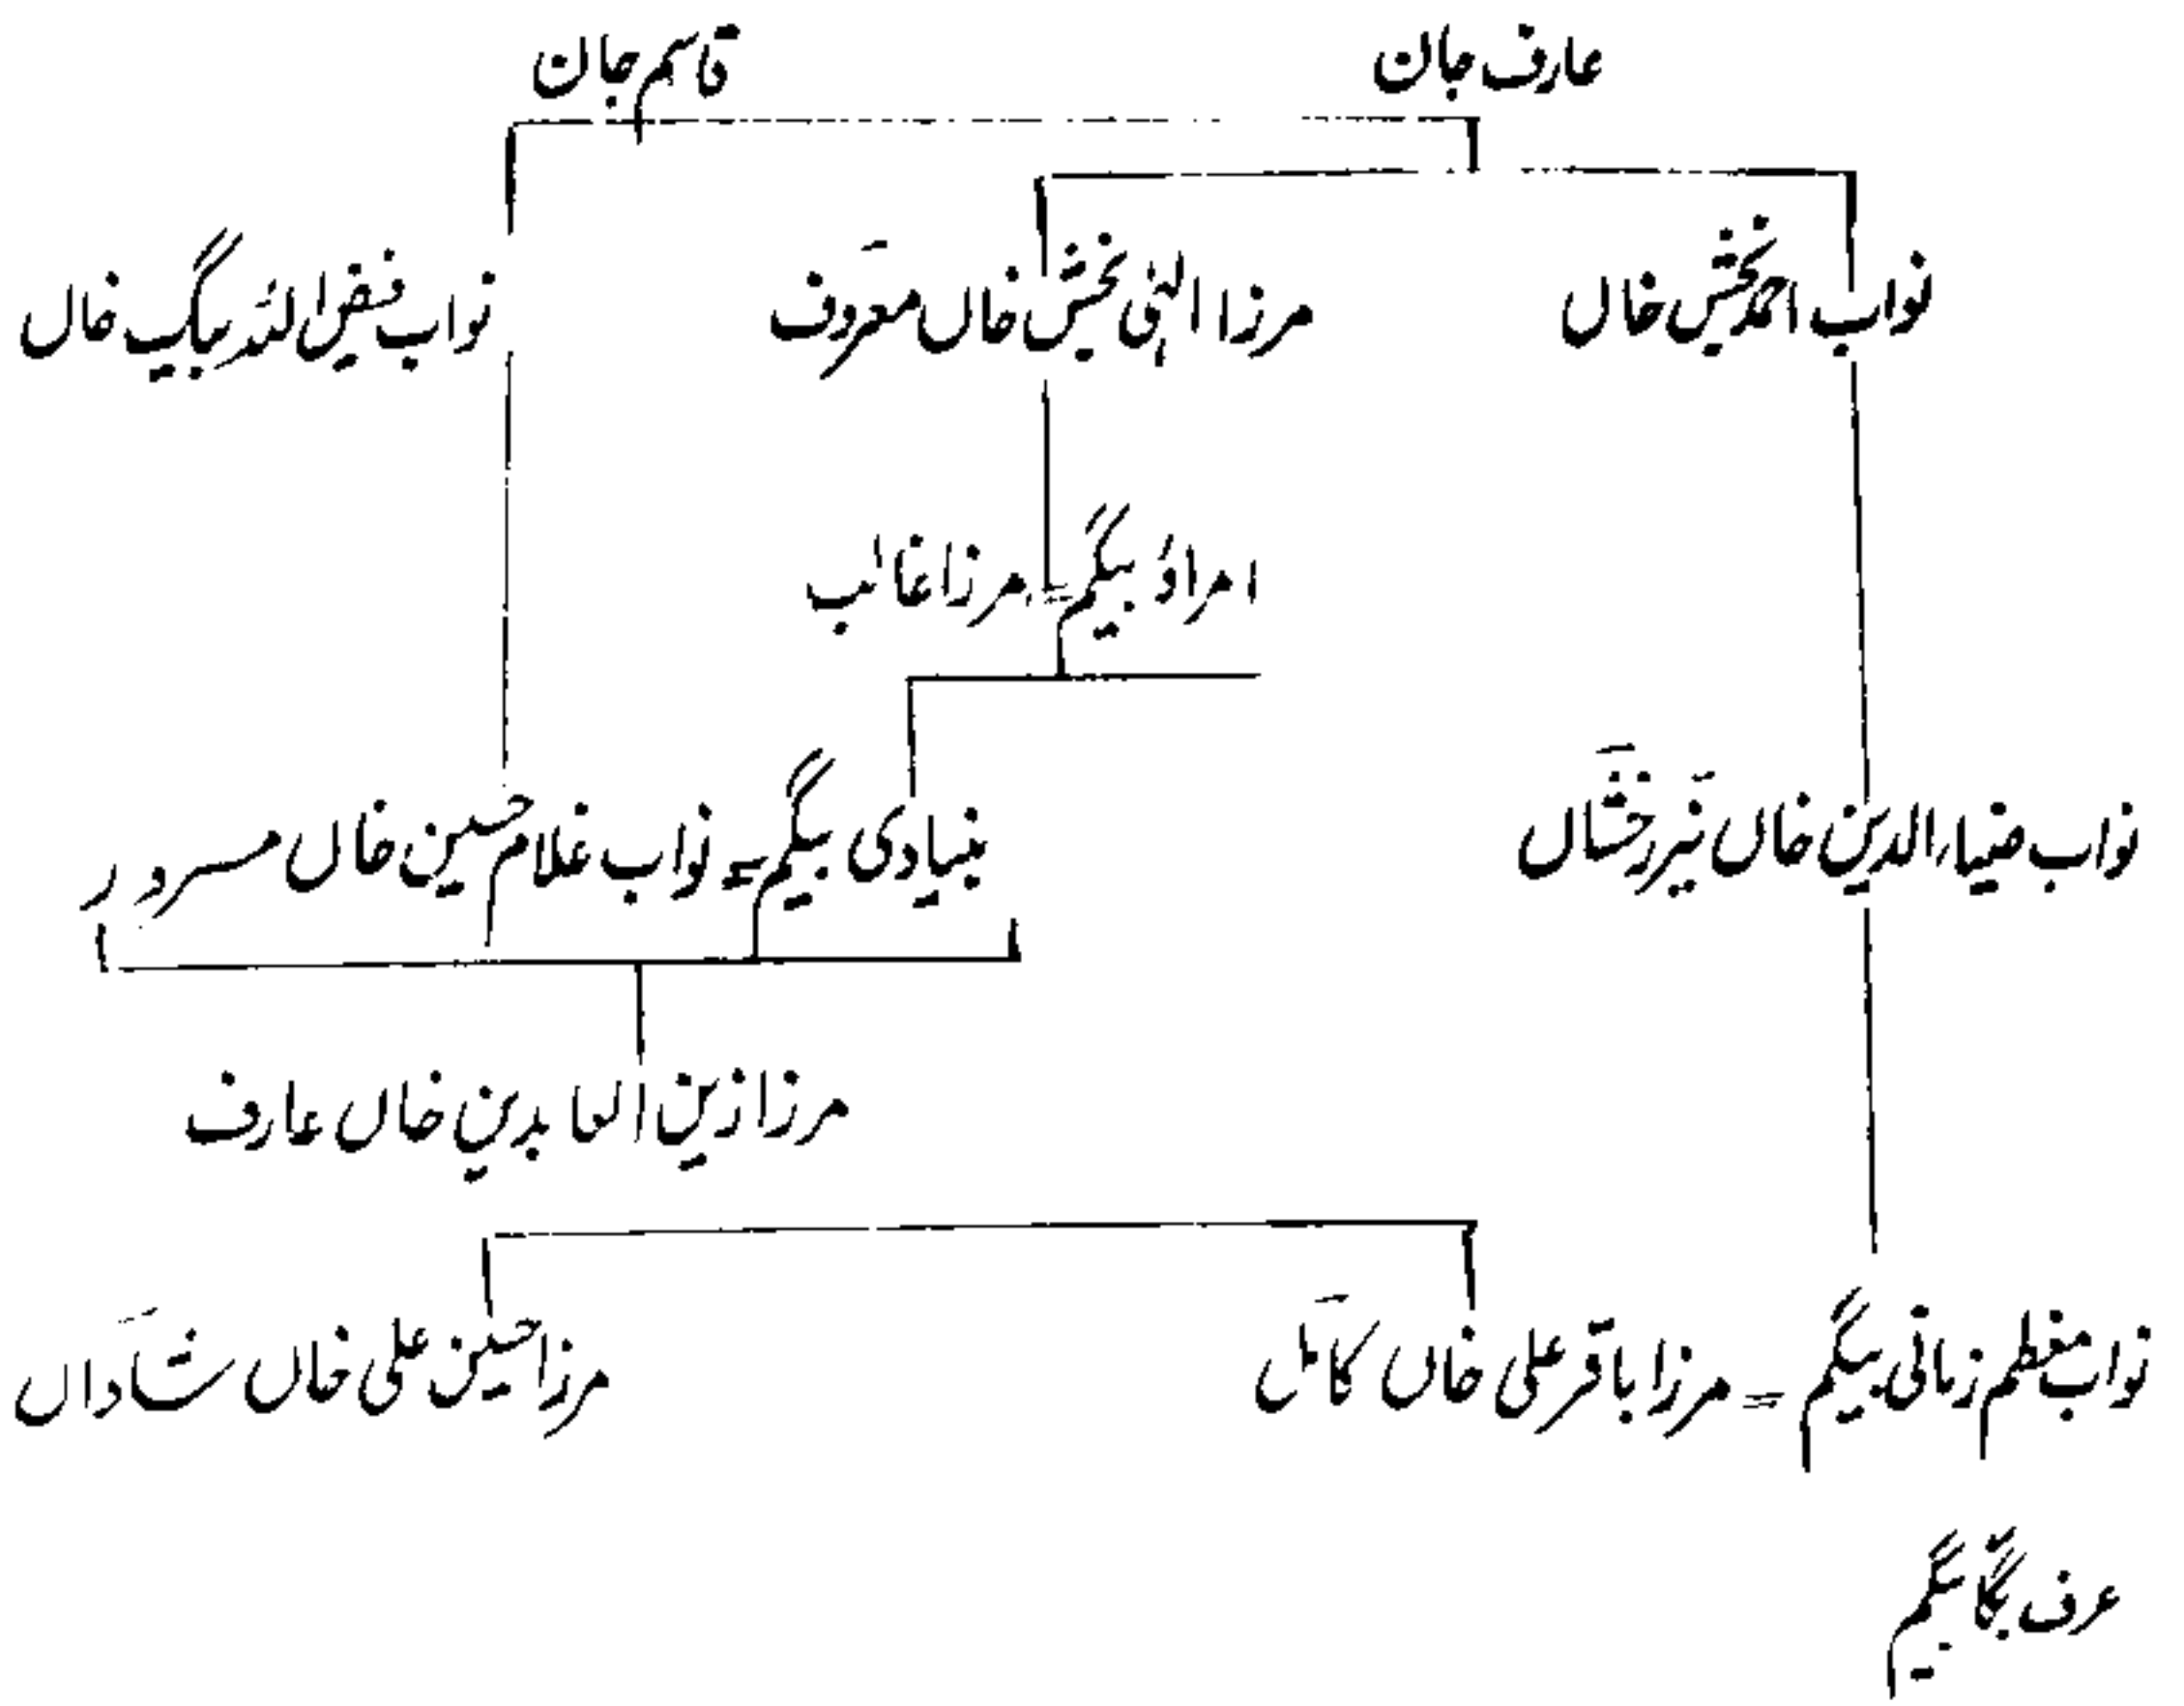 عارف جان قاسم جان
نواب احمد بخش خاں مرزا الٰہی بخش خاں معروف نواب فیض اللہ بیگ خاں
امراؤ بیگم = مرزا غالب
بنیادی بیگم = نواب غلام حسین خاں مسرور
نواب ضیاء الدین خاں نیر رخشاں
مرزا زین العابدین خاں عارف
نواب معظم زمانی بیگم = مرزا باقر علی خاں کامل مرزا حسین علی خاں شاداں
عرف بگا بیگم